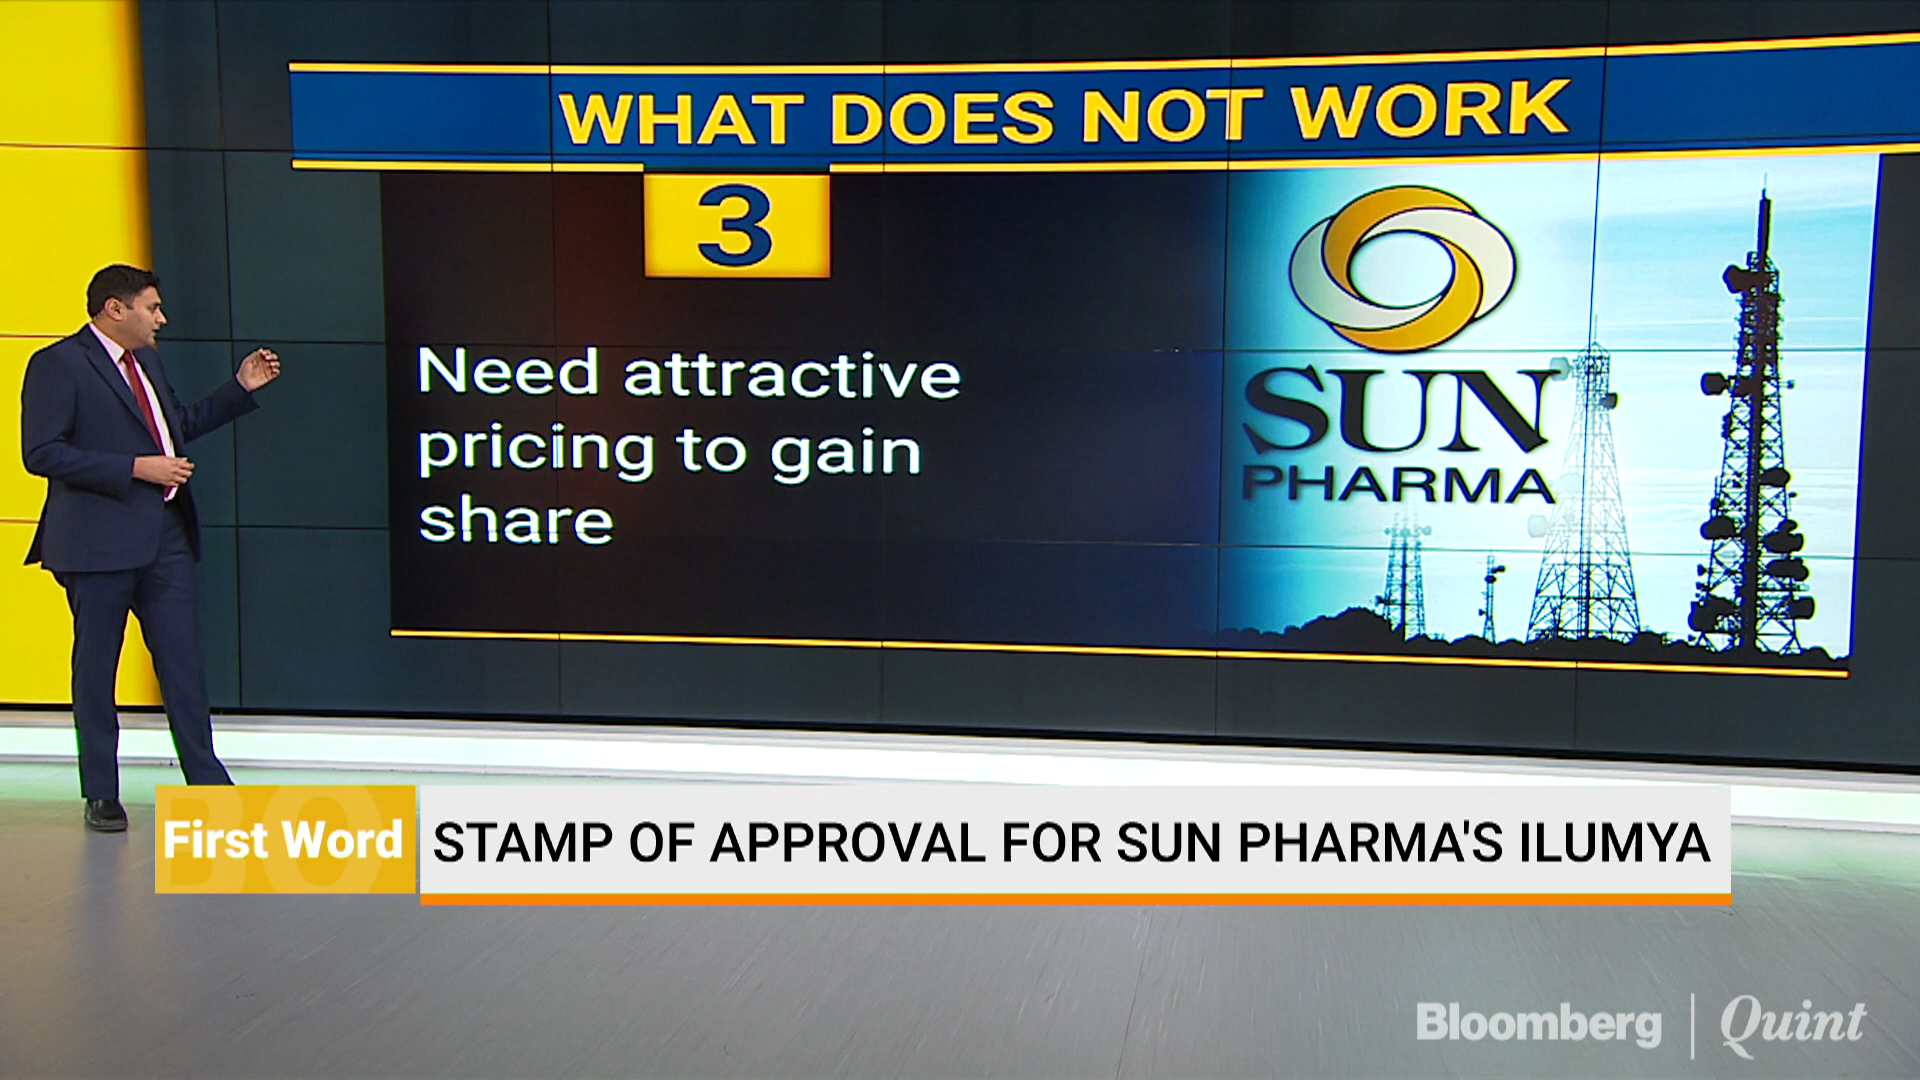 WHAT DOES NOT WORK
3
Need attractive
pricing to gain
share
SUN
PHARMA
First Word
STAMP OF APPROVAL FOR SUN PHARMA'S ILUMYA
Bloomberg | Quint